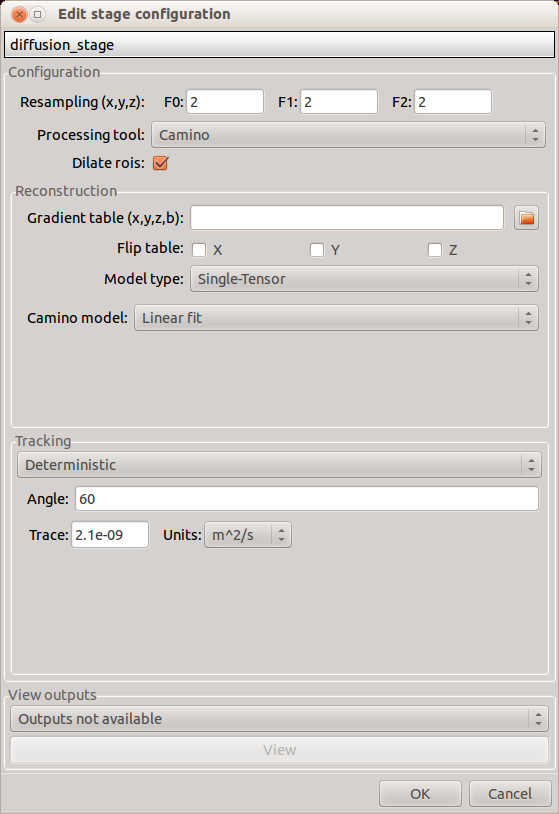 Edit stage configuration
diffusion_stage
Configuration
Resampling (x,y,z): F0: 2 F1: 2 F2: 2
Processing tool: Camino
Dilate rois:
Reconstruction
Gradient table (x,y,z,b):
Flip table: X Y Z
Model type: Single-Tensor
Camino model: Linear fit
Tracking
Deterministic
Angle: 60
Trace: 2.1e-09 Units: m^2/s
View outputs
Outputs not available
View
OK Cancel